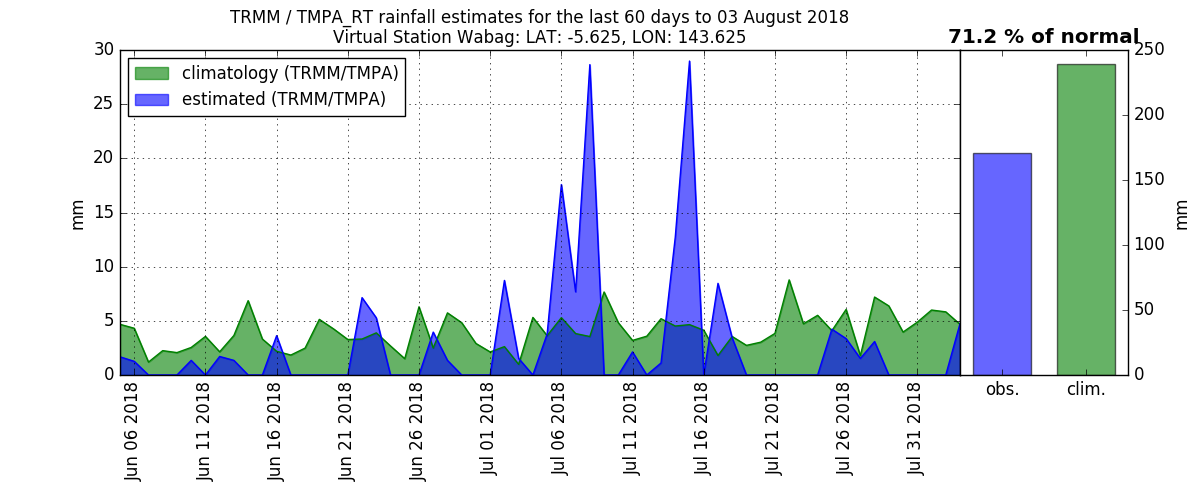 TRMM / TMPA_RT rainfall estimates for the last 60 days to 03 August 2018
Virtual Station Wabag: LAT: -5.625, LON: 143.625
71.2 % of normal
climatology (TRMM/TMPA)
estimated (TRMM/TMPA)
30
25
20
15
10
5
0
mm
Jun 06 2018
Jun 11 2018
Jun 16 2018
Jun 21 2018
Jun 26 2018
Jul 01 2018
Jul 06 2018
Jul 11 2018
Jul 16 2018
Jul 21 2018
Jul 26 2018
Jul 31 2018
obs.
clim.
250
200
150
100
50
0
mm